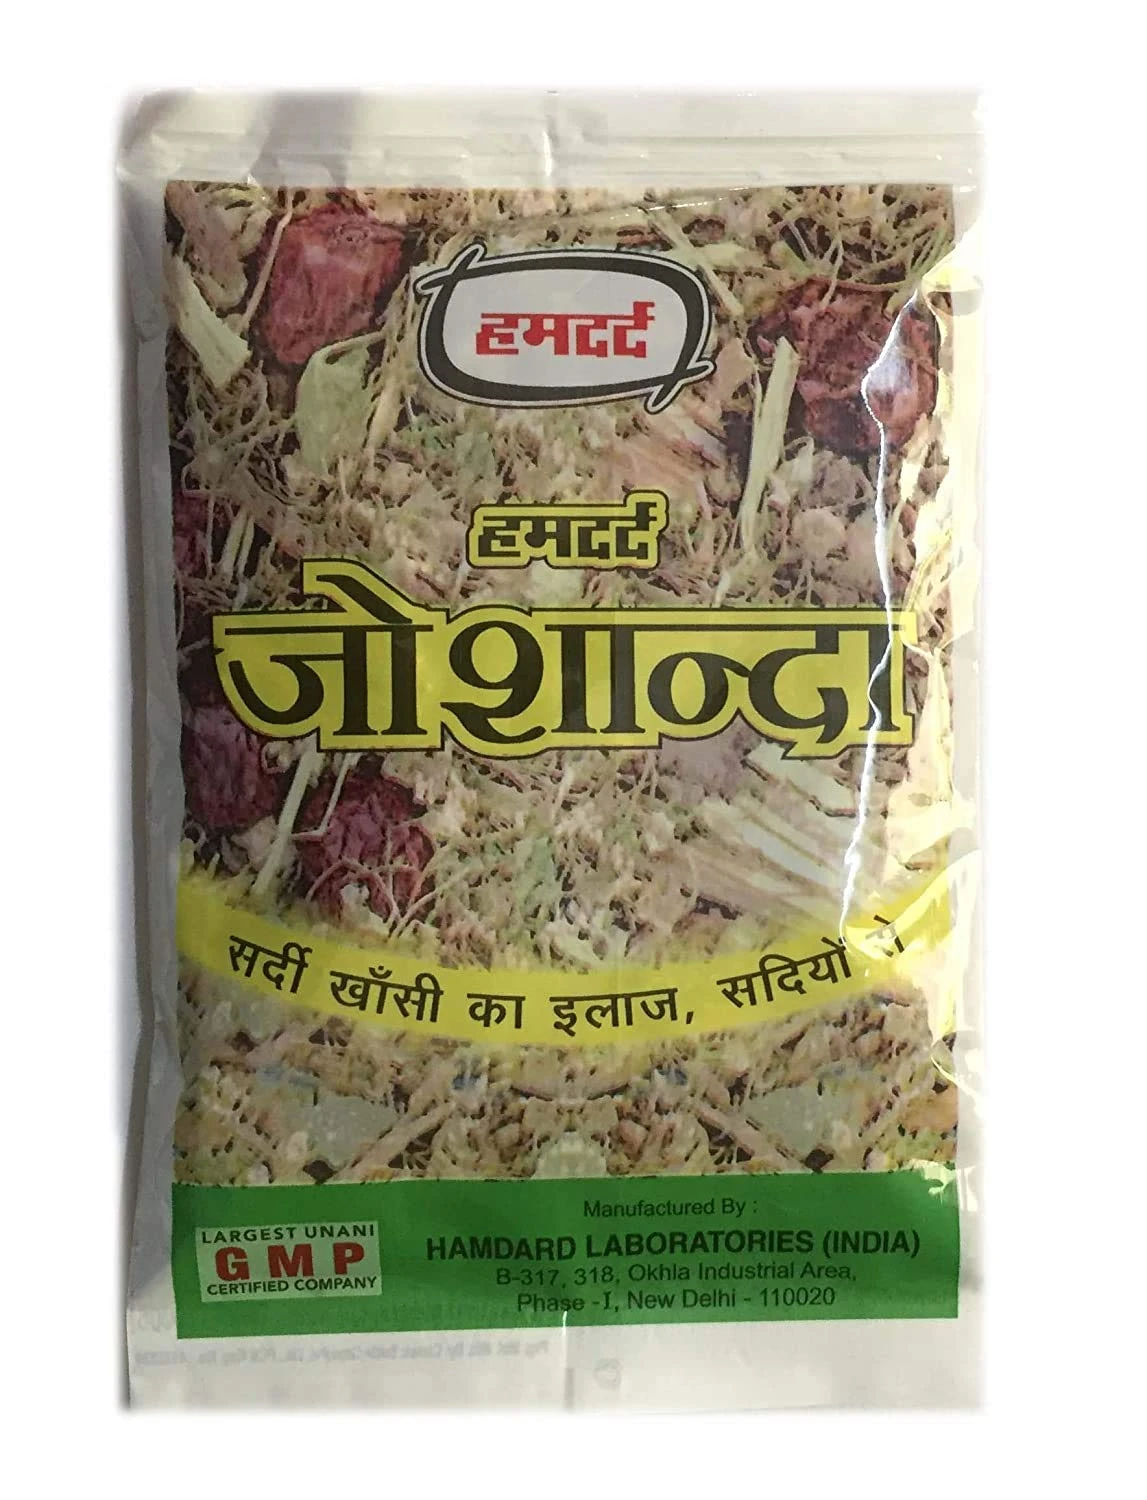 हमदर्द
हमदर्द
जोशान्दा
सर्दी खाँसी का इलाज, सदियों से
LARGEST UNANI
GMP
CERTIFIED COMPANY
Manufactured By :
HAMDARD LABORATORIES (INDIA)
B-317, 318, Okhla Industrial Area,
Phase -I, New Delhi - 110020